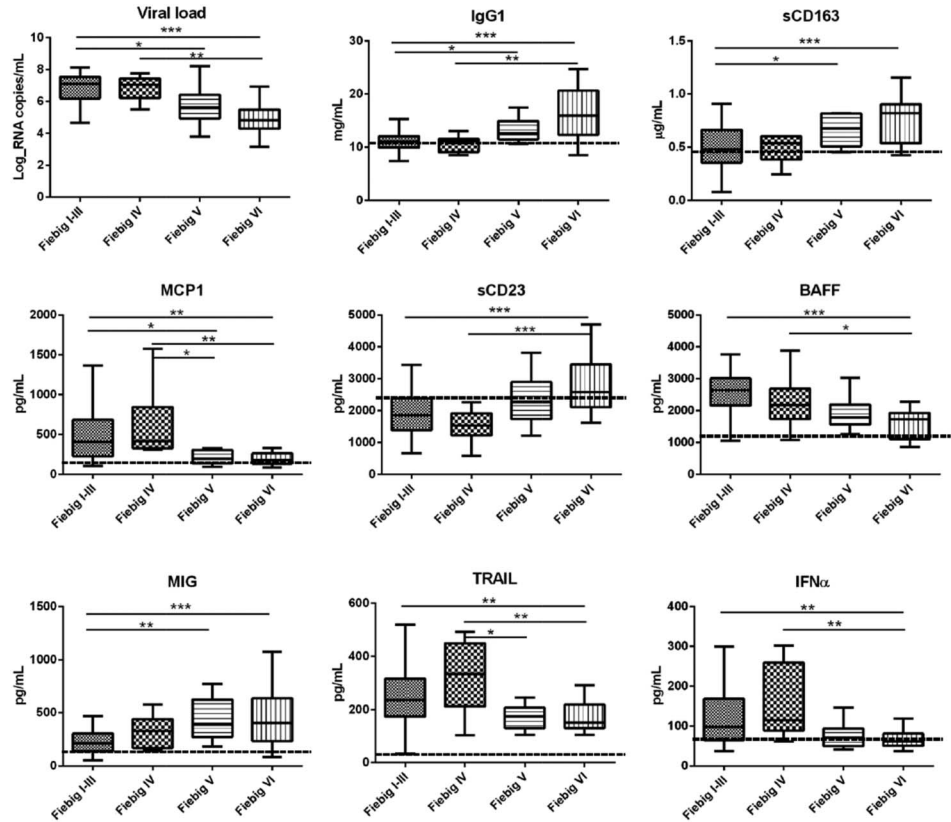 Viral load
***
*
**
Log_RNA copies/mL
10
8
6
4
2
0
Fiebig I-III
Fiebig IV
Fiebig V
Fiebig VI
IgG1
***
*
**
mg/mL
30
20
10
0
Fiebig I-III
Fiebig IV
Fiebig V
Fiebig VI
sCD163
***
*
µg/mL
1.5
1.0
0.5
0.0
Fiebig I-III
Fiebig IV
Fiebig V
Fiebig VI
MCP1
**
*
**
*
pg/mL
2000
1500
1000
500
0
Fiebig I-III
Fiebig IV
Fiebig V
Fiebig VI
sCD23
***
***
pg/mL
5000
4000
3000
2000
1000
0
Fiebig I-III
Fiebig IV
Fiebig V
Fiebig VI
BAFF
***
*
pg/mL
5000
4000
3000
2000
1000
0
Fiebig I-III
Fiebig IV
Fiebig V
Fiebig VI
MIG
***
**
pg/mL
1500
1000
500
0
Fiebig I-III
Fiebig IV
Fiebig V
Fiebig VI
TRAIL
**
**
*
pg/mL
600
400
200
0
Fiebig I-III
Fiebig IV
Fiebig V
Fiebig VI
IFNα
**
**
pg/mL
400
300
200
100
0
Fiebig I-III
Fiebig IV
Fiebig V
Fiebig VI